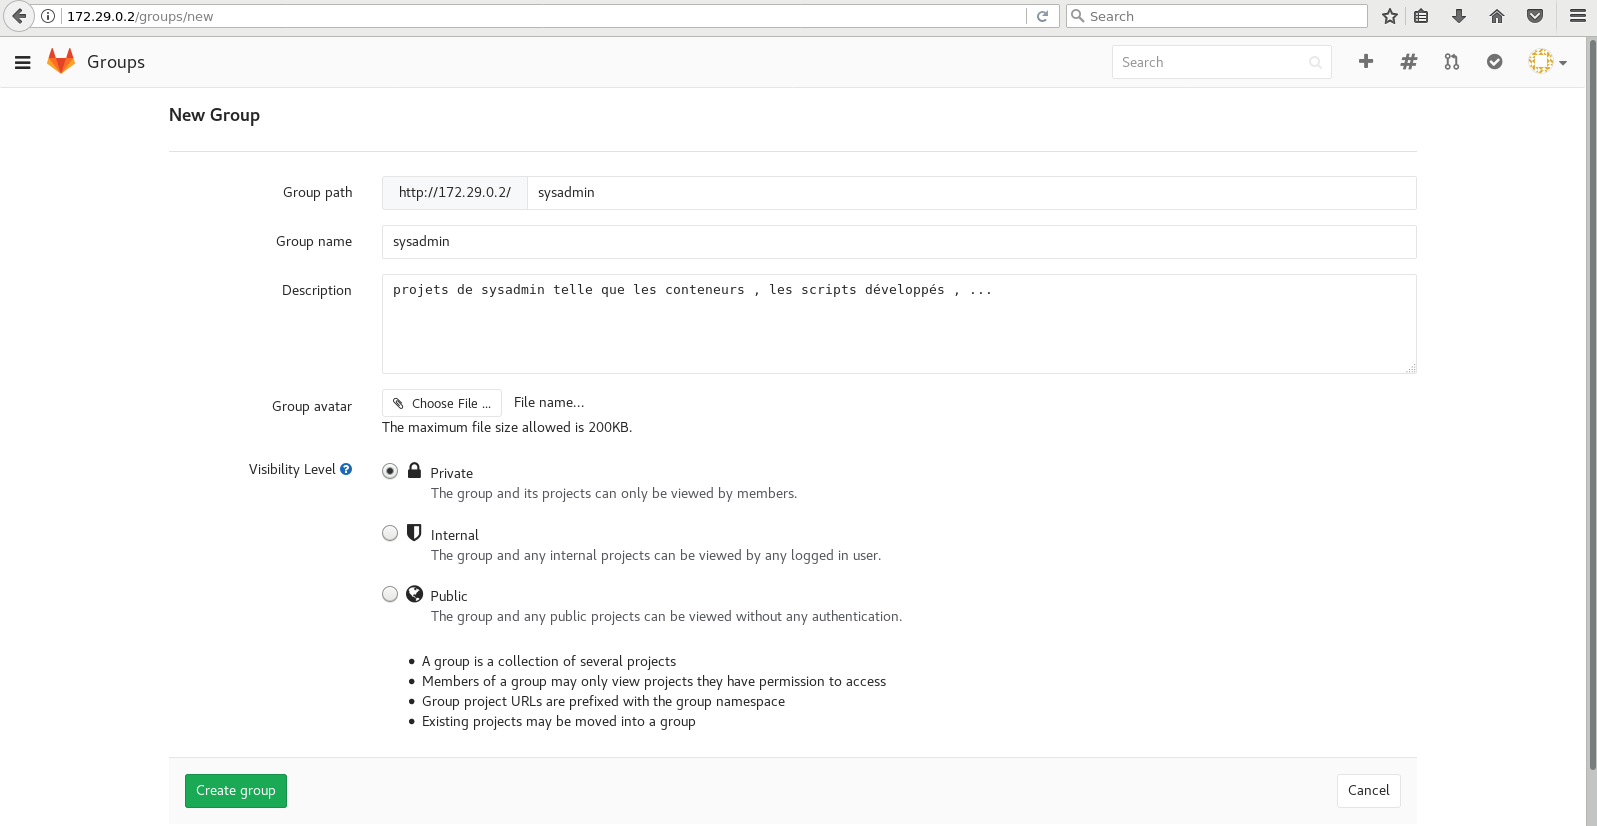 172.29.0.2/groups/new
Search
Groups
Search
New Group
Group path
http://172.29.0.2/
sysadmin
Group name
sysadmin
Description
projets de sysadmin telle que les conteneurs , les scripts développés , ...
Group avatar
Choose File ...
File name...
The maximum file size allowed is 200KB.
Visibility Level
Private
The group and its projects can only be viewed by members.
Internal
The group and any internal projects can be viewed by any logged in user.
Public
The group and any public projects can be viewed without any authentication.
A group is a collection of several projects
Members of a group may only view projects they have permission to access
Group project URLs are prefixed with the group namespace
Existing projects may be moved into a group
Create group
Cancel